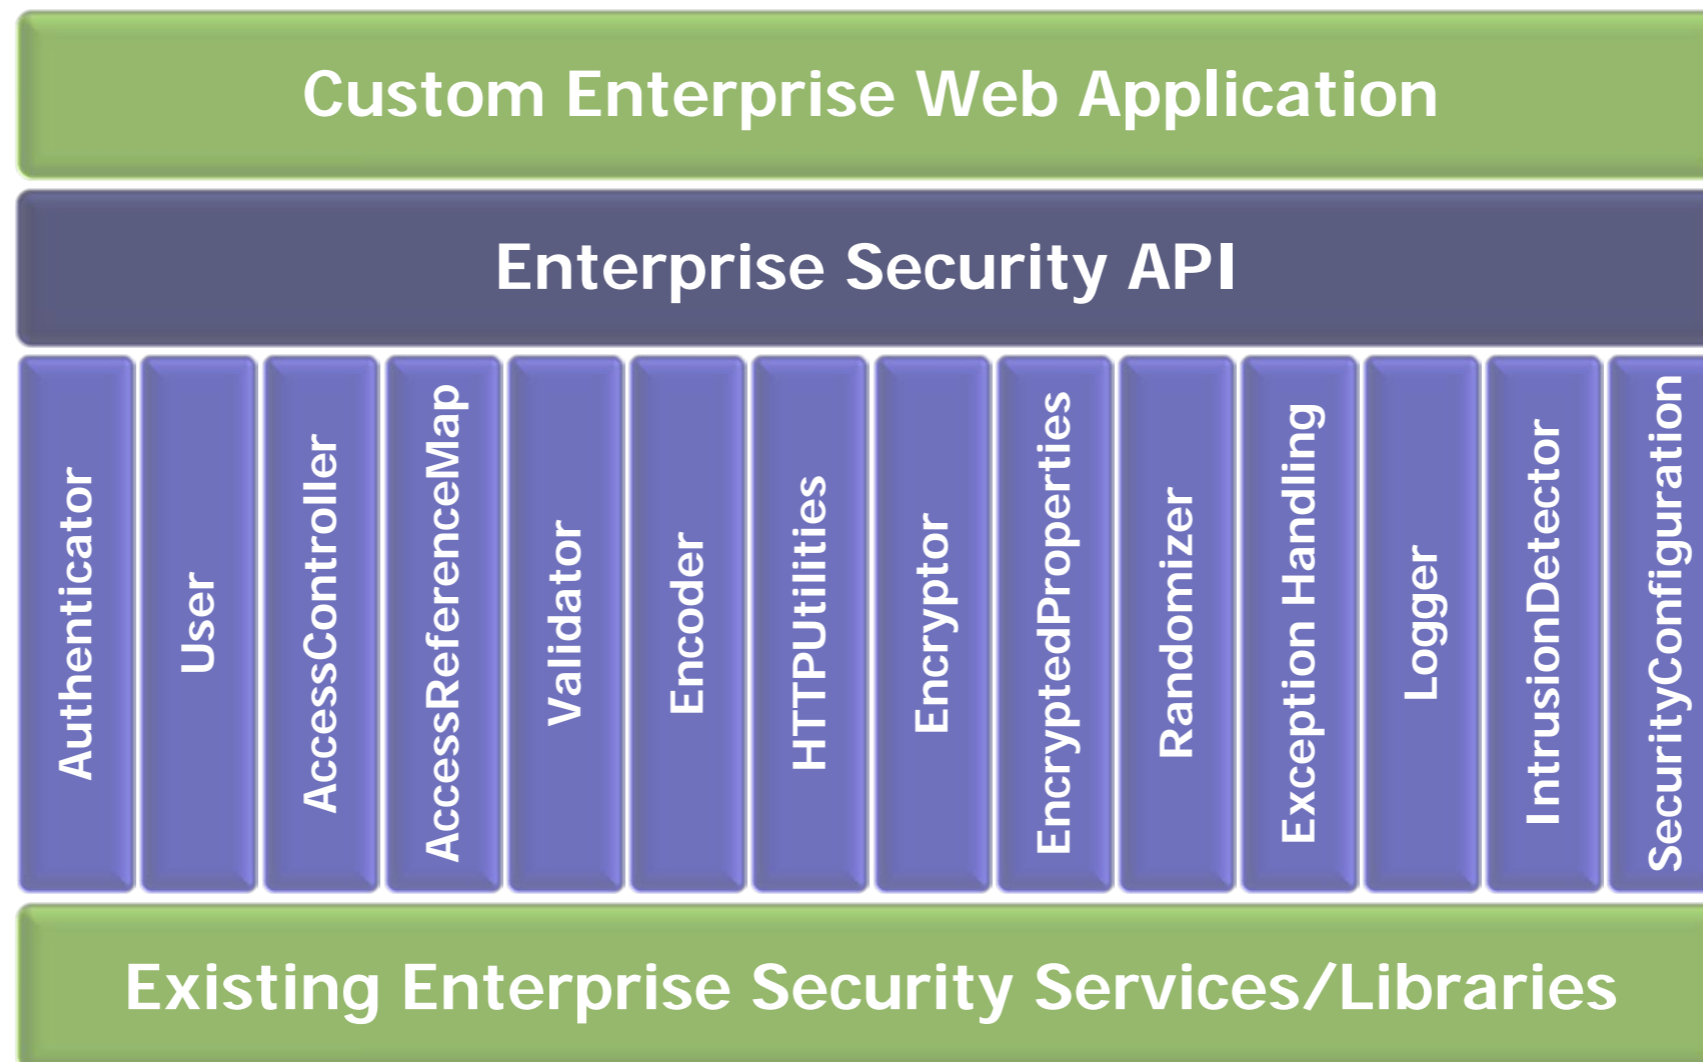 Custom Enterprise Web Application
Enterprise Security API
Authenticator
User
AccessController
AccessReferenceMap
Validator
Encoder
HTTPUtilities
Encryptor
EncryptedProperties
Randomizer
Exception Handling
Logger
IntrusionDetector
SecurityConfiguration
Existing Enterprise Security Services/Libraries